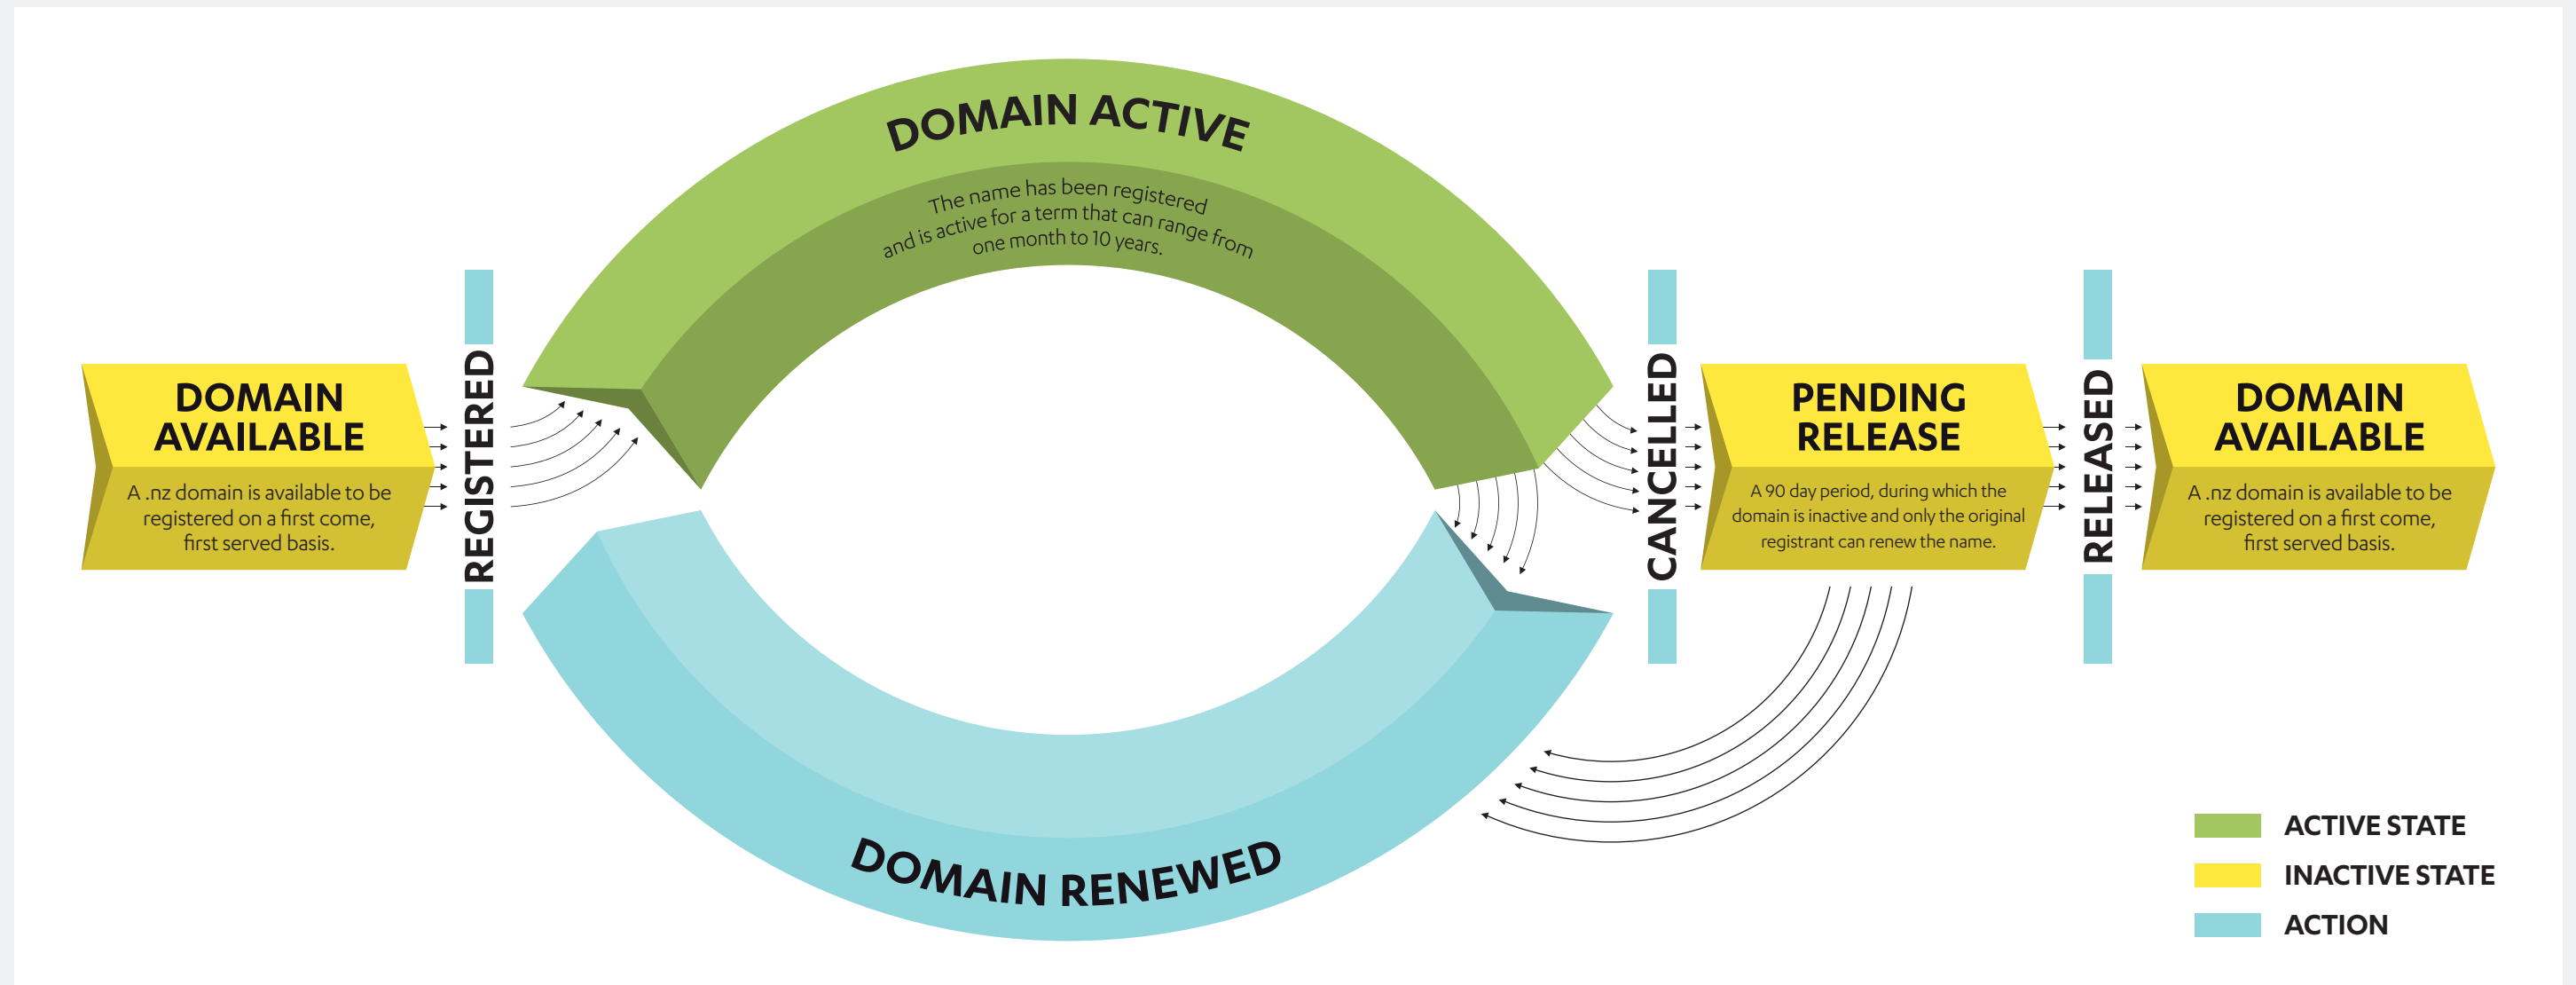 DOMAIN
AVAILABLE
A .nz domain is available to be
registered on a first come,
first served basis.
REGISTERED
DOMAIN ACTIVE
The name has been registered
and is active for a term that can range from
one month to 10 years.
DOMAIN RENEWED
CANCELLED
PENDING
RELEASE
A 90 day period, during which the
domain is inactive and only the original
registrant can renew the name.
RELEASED
DOMAIN
AVAILABLE
A .nz domain is available to be
registered on a first come,
first served basis.
ACTIVE STATE
INACTIVE STATE
ACTION